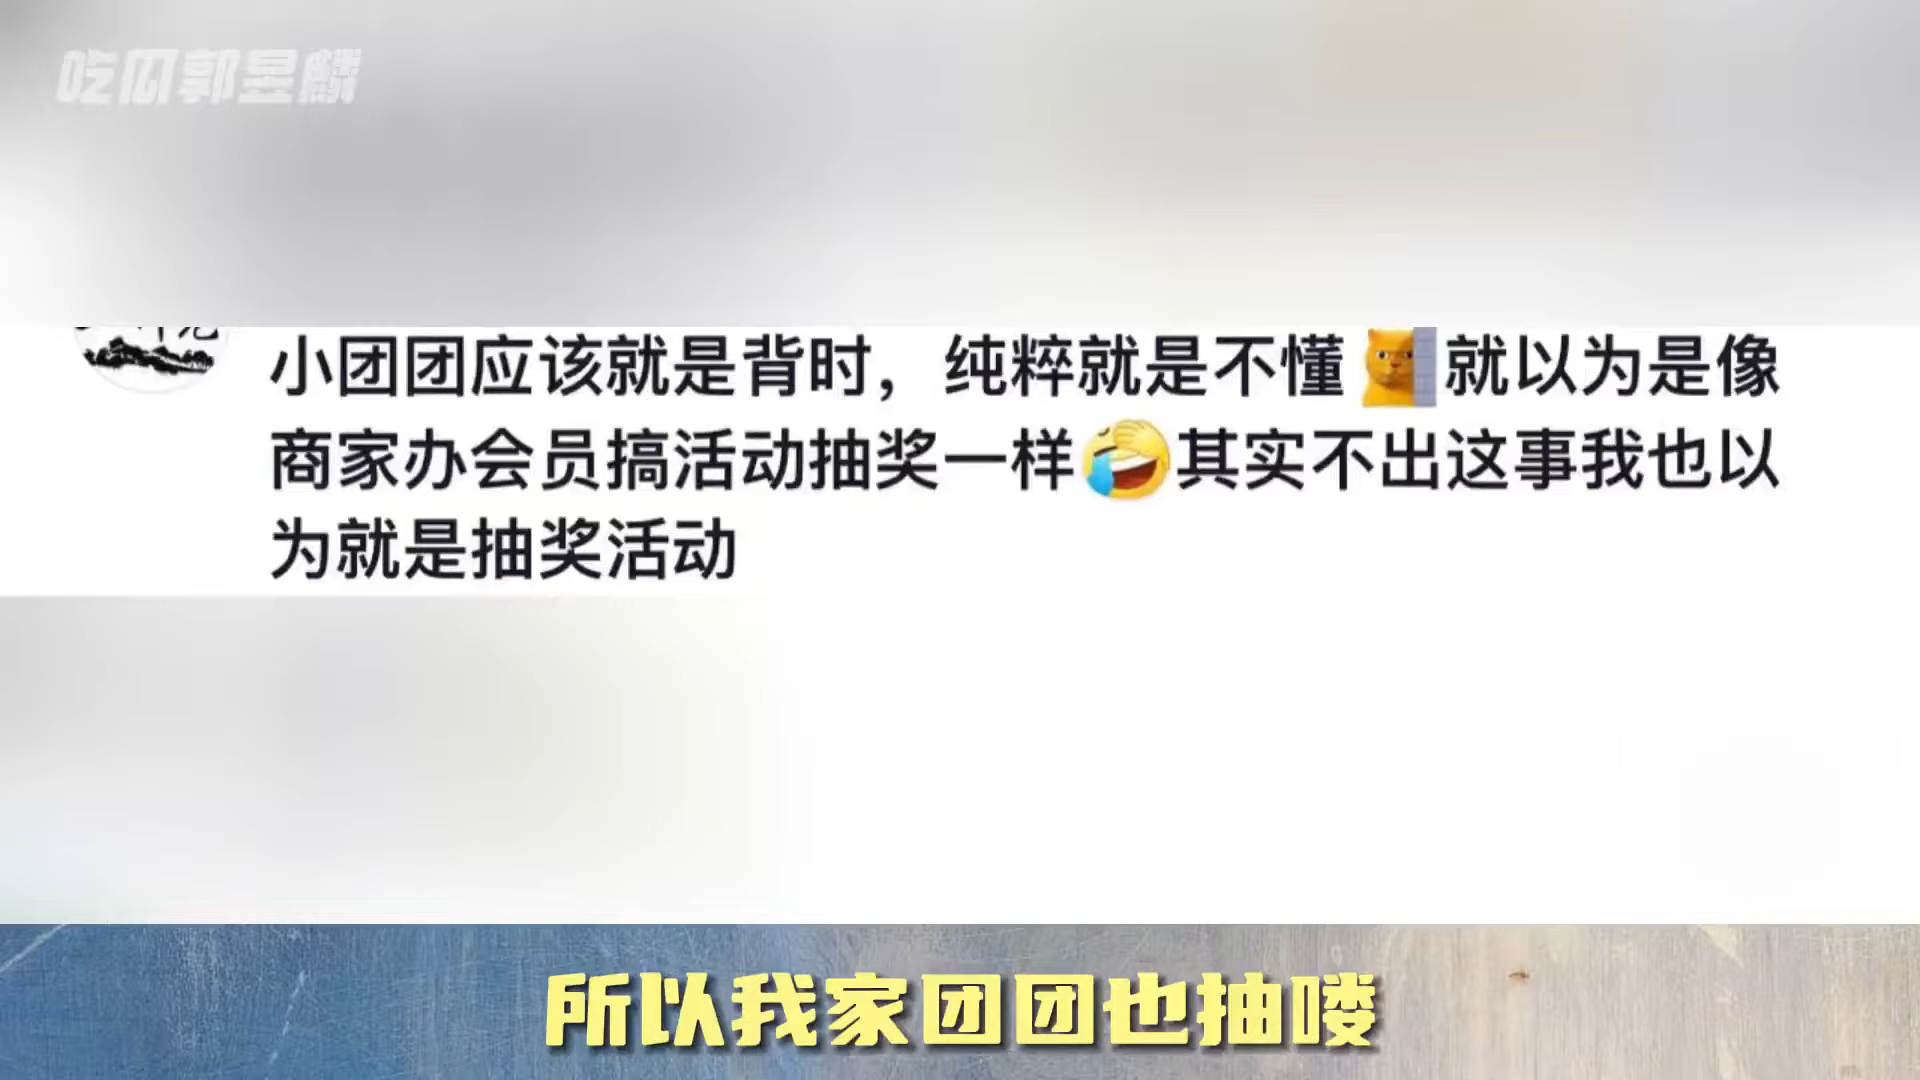 吃瓜郭昱麟
小团团应该就是背时，纯粹就是不懂就以为是像
商家办会员搞活动抽奖一样🤣其实不出这事我也以
为就是抽奖活动
所以我家团团也抽喽